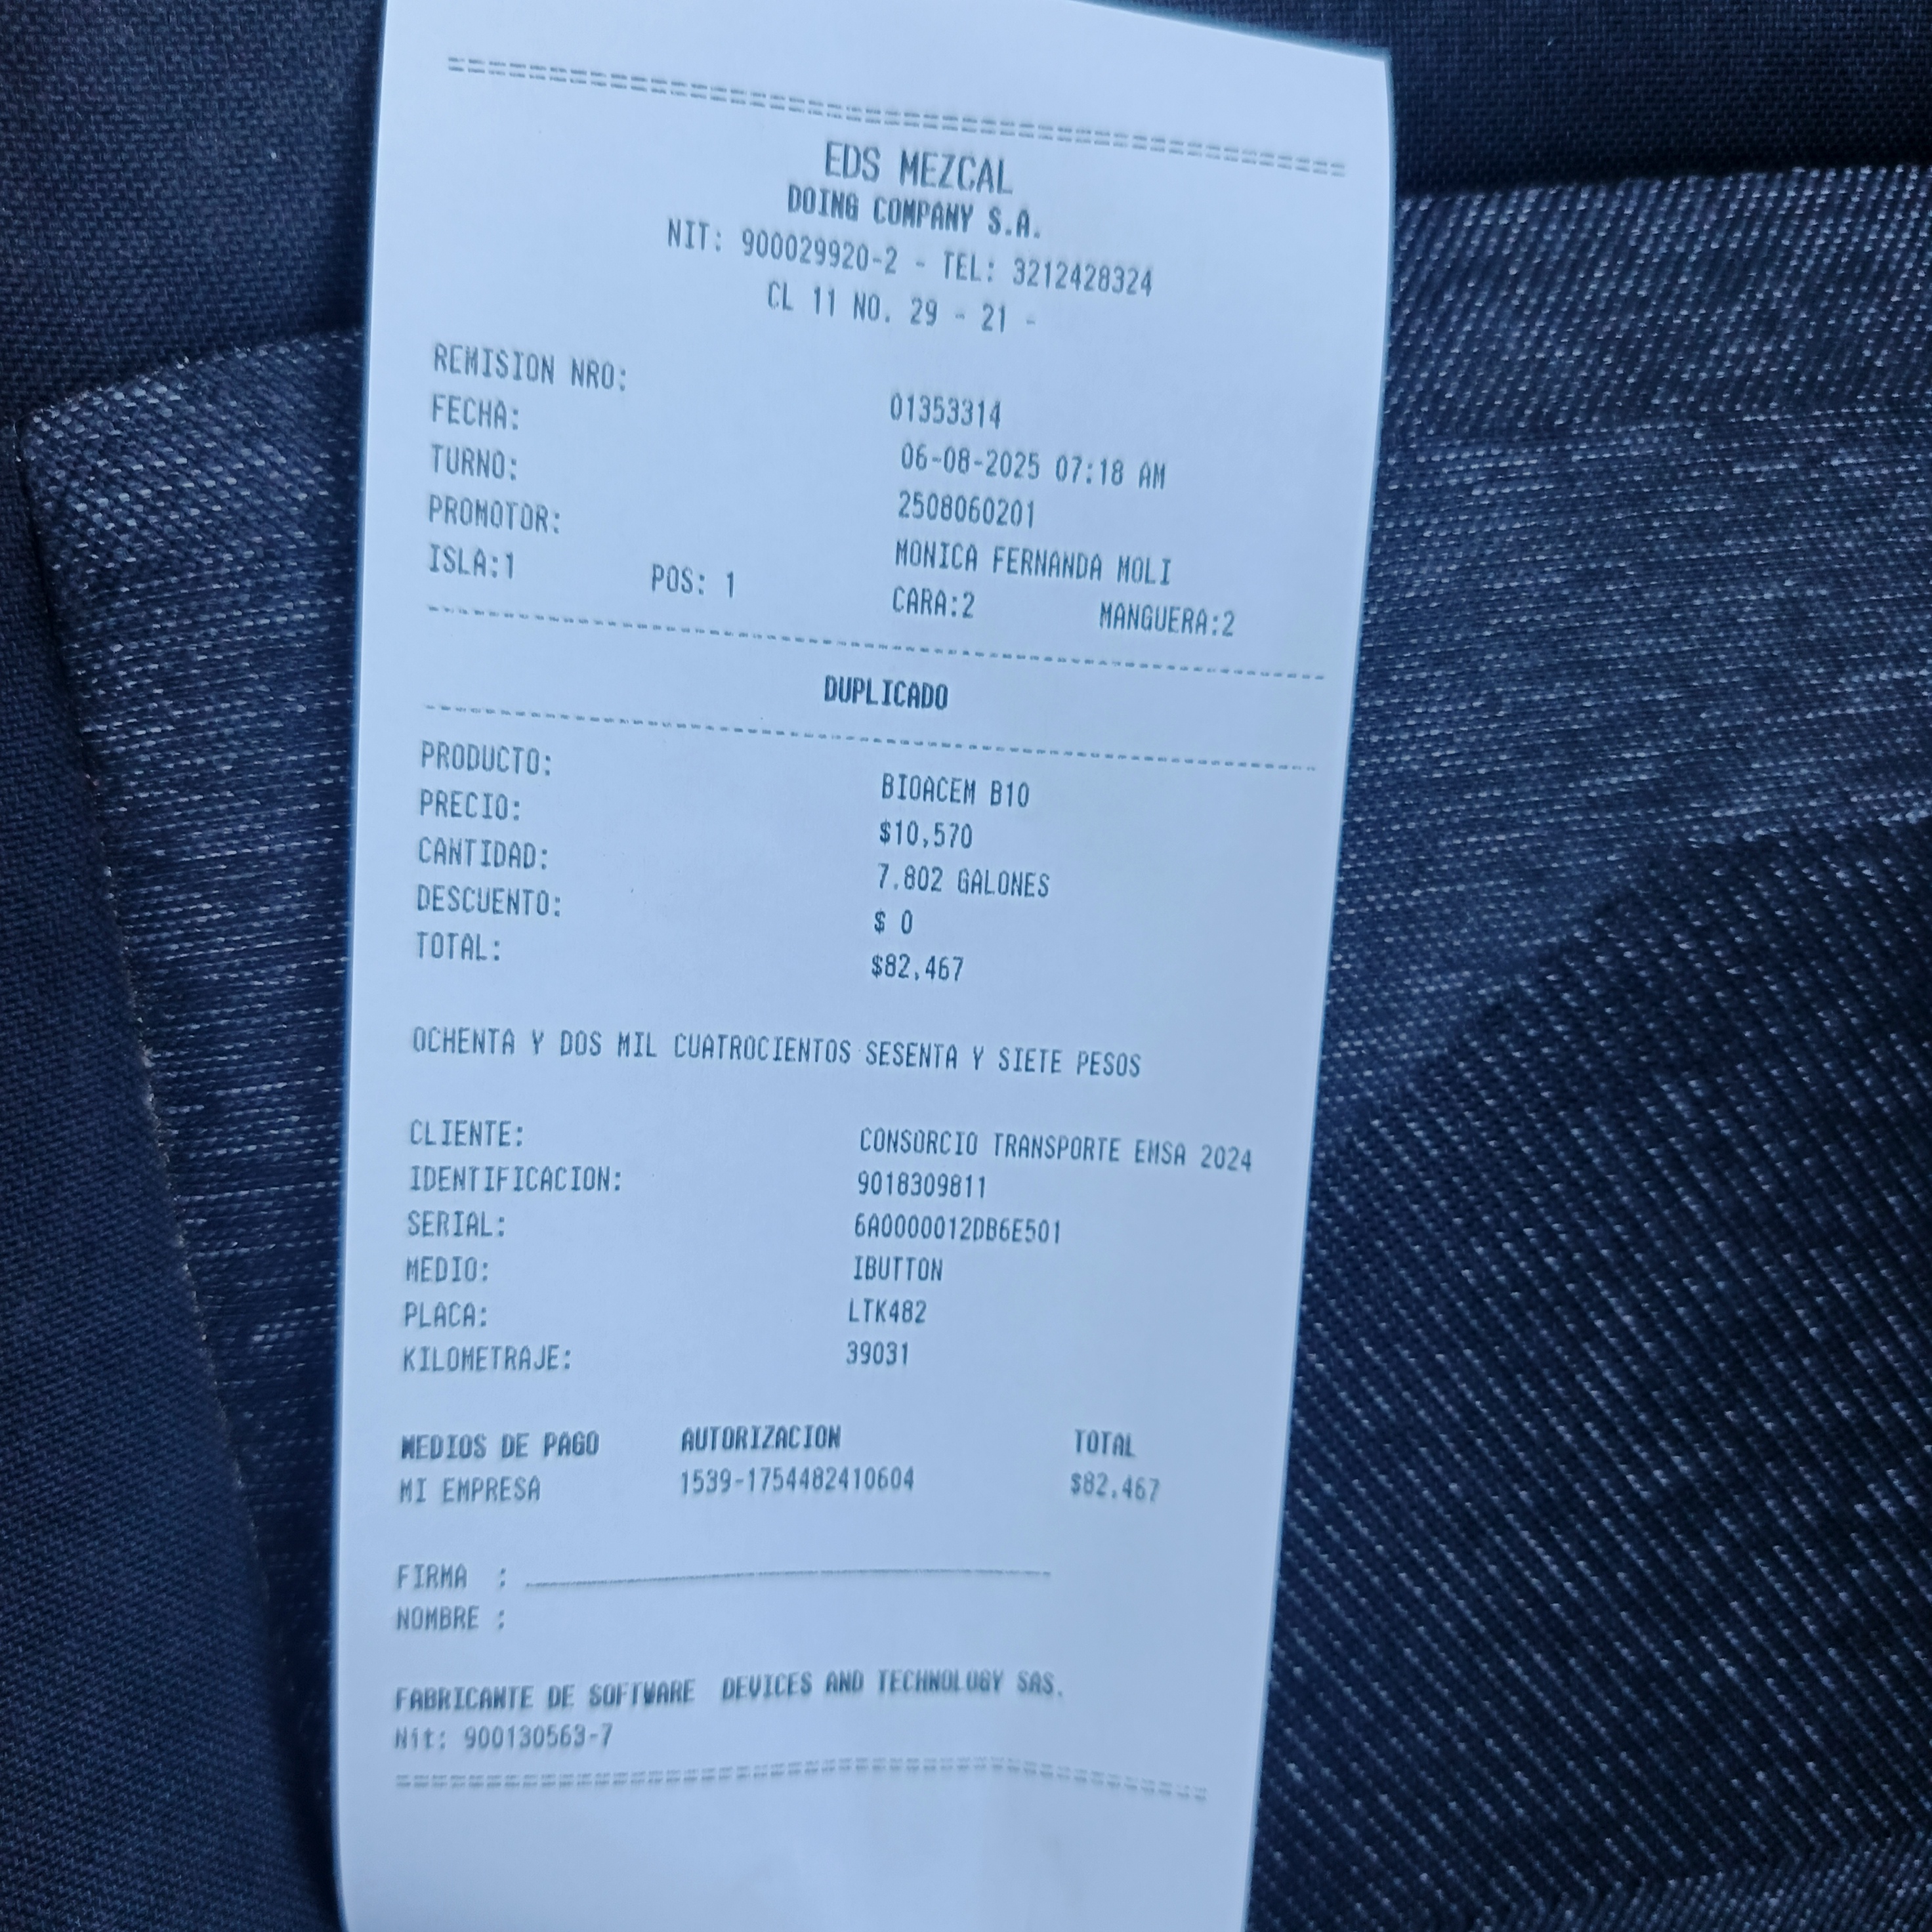 ================================================
EDS MEZCAL
DOING COMPANY S.A.
NIT: 900029920-2 - TEL: 3212428324
CL 11 NO. 29 - 21 -
REMISION NRO: 01353314
FECHA: 06-08-2025 07:18 AM
TURNO: 2508060201
PROMOTOR: MONICA FERNANDA MOLI
ISLA:1 POS: 1 CARA:2 MANGUERA:2
------------------------------------------------
DUPLICADO
------------------------------------------------
PRODUCTO: BIOACEM B10
PRECIO: $10,570
CANTIDAD: 7.802 GALONES
DESCUENTO: $ 0
TOTAL: $82,467
OCHENTA Y DOS MIL CUATROCIENTOS SESENTA Y SIETE PESOS
CLIENTE: CONSORCIO TRANSPORTE EMSA 2024
IDENTIFICACION: 9018309811
SERIAL: 6A0000012DB6E501
MEDIO: IBUTTON
PLACA: LTK482
KILOMETRAJE: 39031
MEDIOS DE PAGO AUTORIZACION TOTAL
MI EMPRESA 1539-1754482410604 $82,467
FIRMA : ______________________________
NOMBRE :
FABRICANTE DE SOFTWARE DEVICES AND TECHNOLOGY SAS.
Nit: 900130563-7
================================================